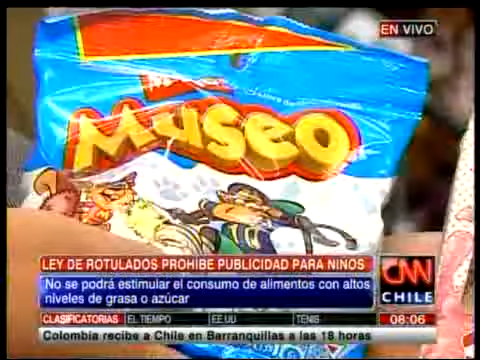 EN VIVO
Museo
LEY DE ROTULADOS PROHIBE PUBLICIDAD PARA NIÑOS
No se podrá estimular el consumo de alimentos con altos
niveles de grasa o azúcar
CNN
CHILE
CLASIFICATORIAS EL TIEMPO EE.UU TENIS 08:06
Colombia recibe a Chile en Barranquillas a las 18 horas